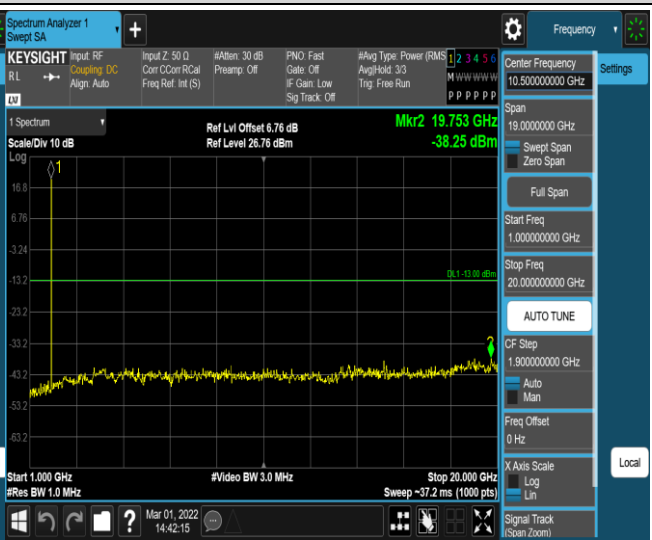 Spectrum Analyzer 1
Swept SA
+
Frequency
KEYSIGHT
RL
LXI
Input: RF
Coupling: DC
Align: Auto
Input Z: 50 Ω
Corr CCorr RCal
Freq Ref: Int (S)
#Atten: 30 dB
Preamp: Off
PNO: Fast
Gate: Off
IF Gain: Low
Sig Track: Off
#Avg Type: Power (RMS
Avg|Hold: 3/3
Trig: Free Run
1 2 3 4 5 6
M W W W W W
P P P P P P
1 Spectrum
Scale/Div 10 dB
Log
Ref Lvl Offset 6.76 dB
Ref Level 26.76 dBm
Mkr2 19.753 GHz
-38.25 dBm
1
16.8
6.76
-3.24
-13.2
-23.2
-33.2
-43.2
-53.2
-63.2
DL1 -13.00 dBm
2
Start 1.000 GHz
#Res BW 1.0 MHz
#Video BW 3.0 MHz
Stop 20.000 GHz
Sweep ~37.2 ms (1000 pts)
?
Mar 01, 2022
14:42:15
Center Frequency
10.500000000 GHz
Span
19.0000000 GHz
Swept Span
Zero Span
Full Span
Start Freq
1.000000000 GHz
Stop Freq
20.000000000 GHz
AUTO TUNE
CF Step
1.900000000 GHz
Auto
Man
Freq Offset
0 Hz
X Axis Scale
Log
Lin
Signal Track
(Span Zoom)
Settings
Local